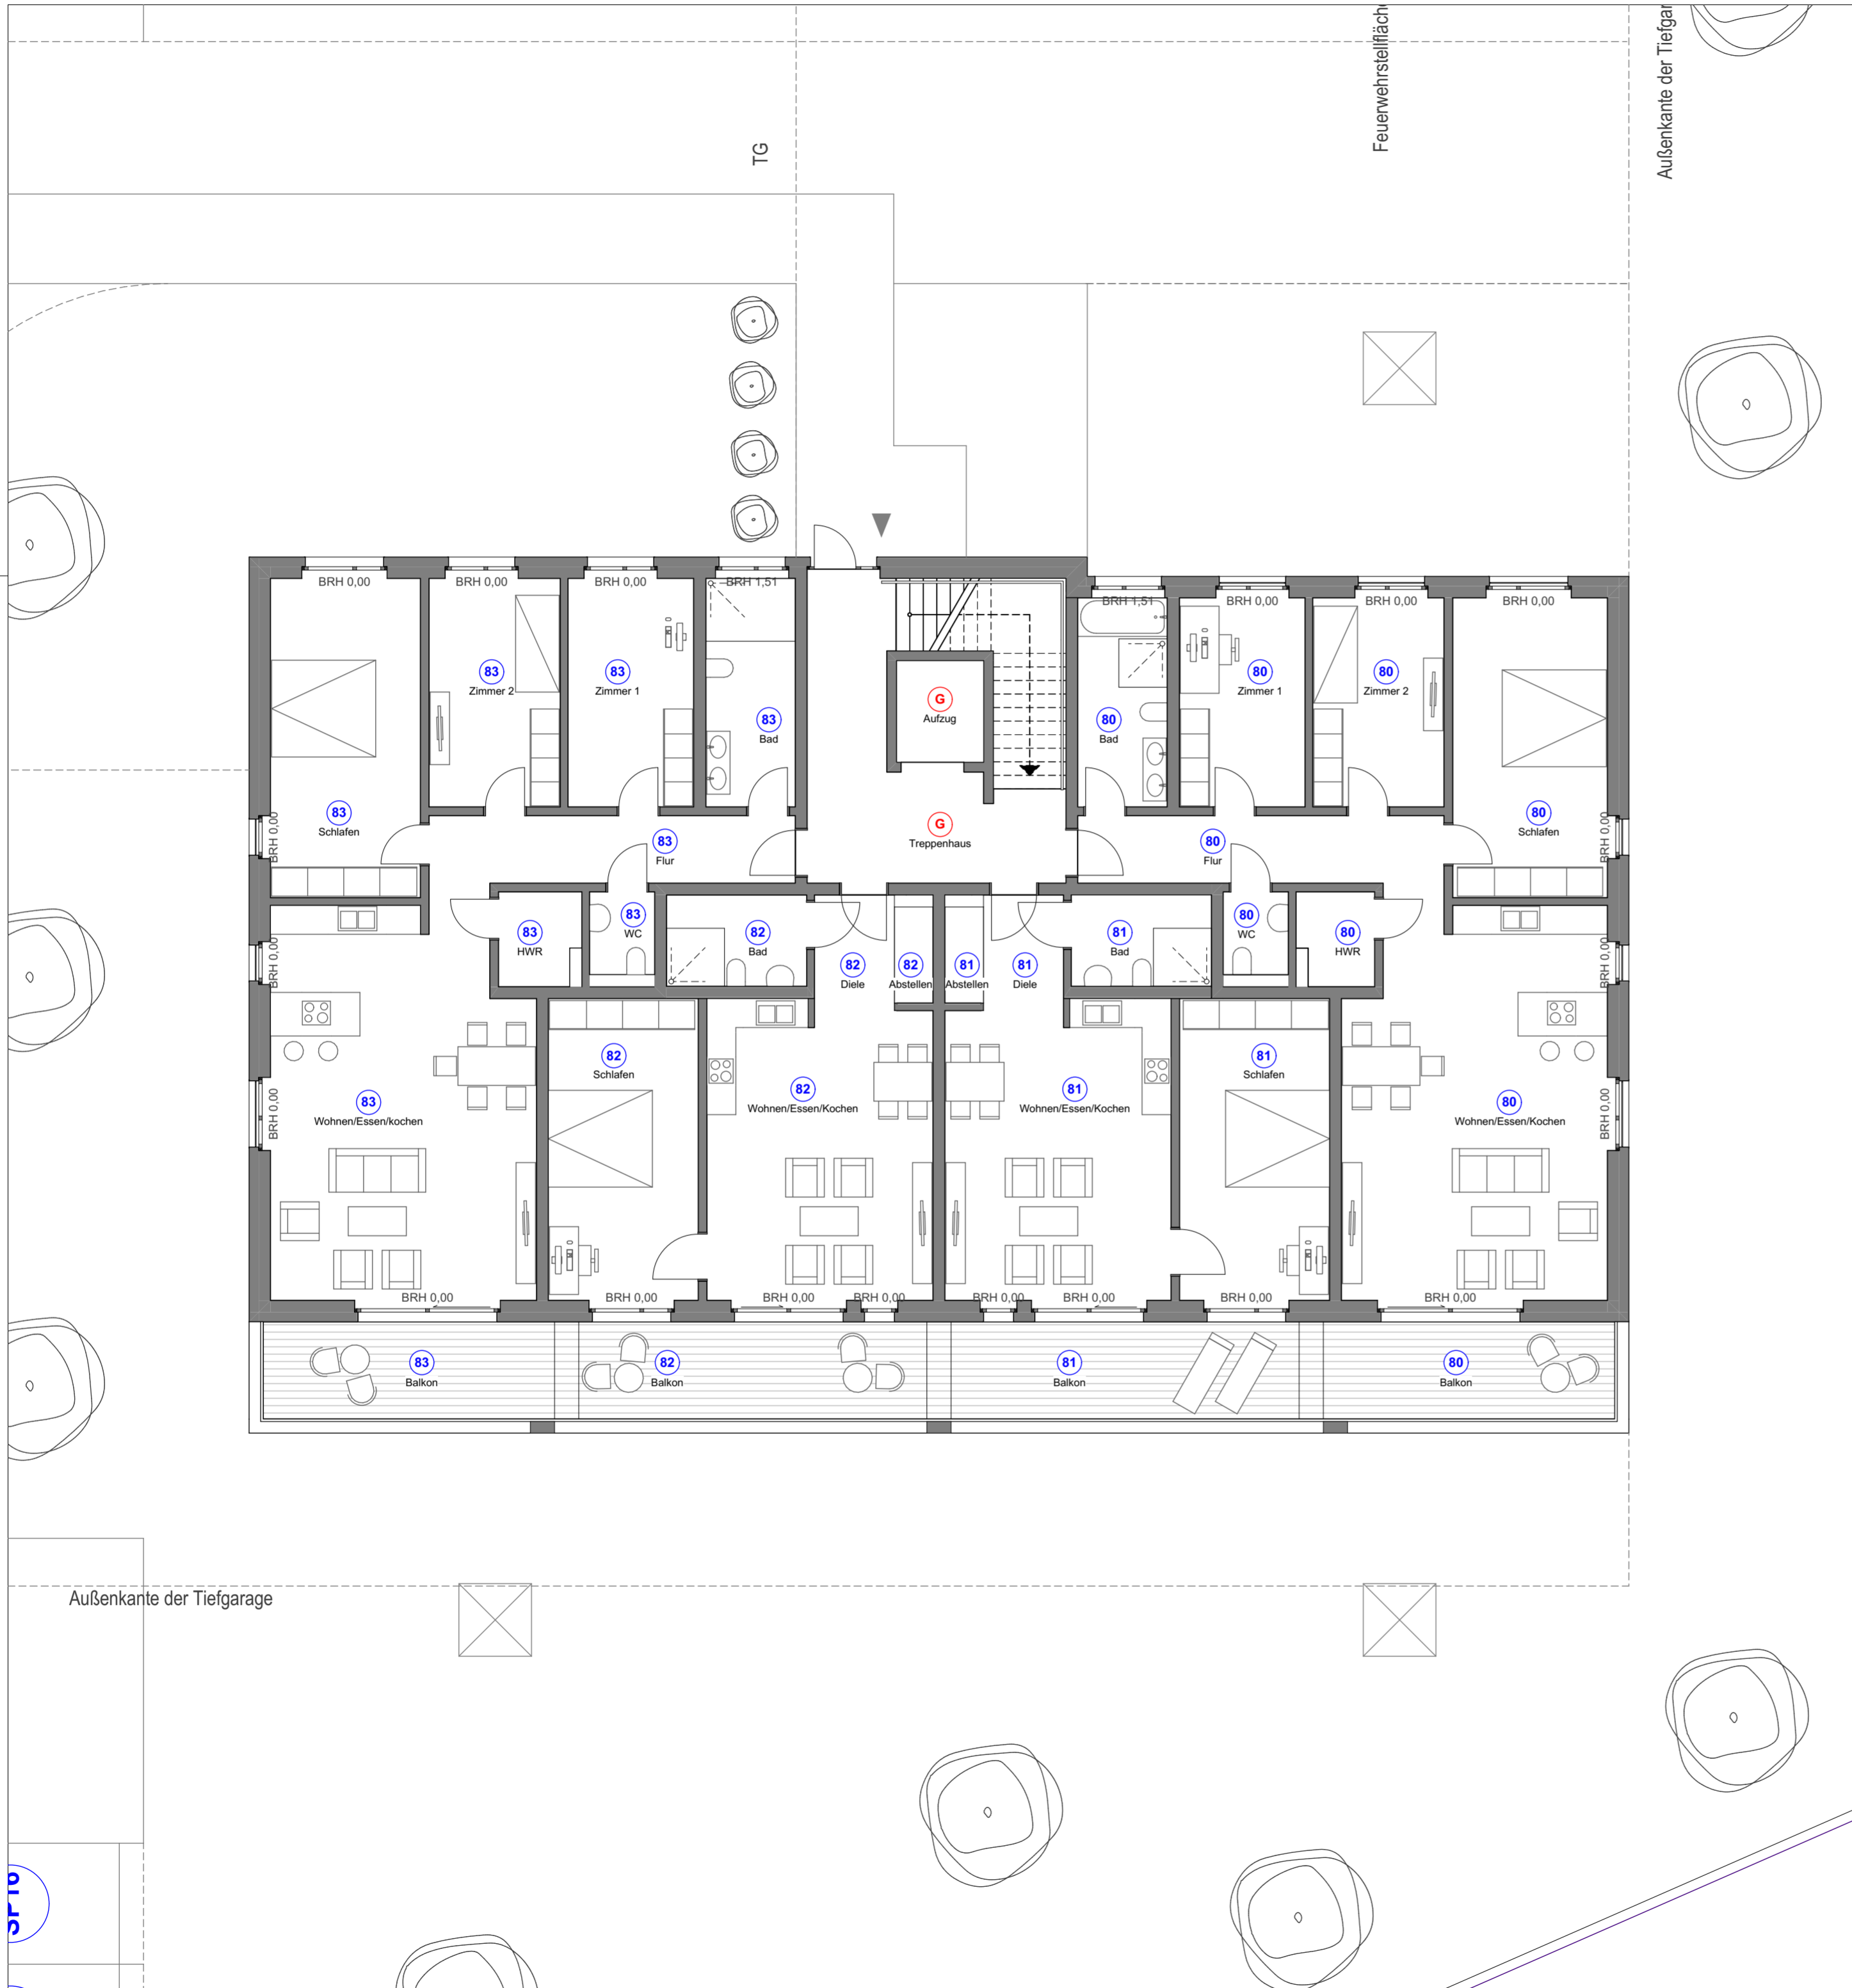 Feuerwehrstellfläche
Außenkante der Tiefgar
TG
BRH 0,00
BRH 0,00
BRH 0,00
BRH 1,51
BRH 1,51
BRH 0,00
BRH 0,00
BRH 0,00
83
Zimmer 2
83
Zimmer 1
83
Bad
G
Aufzug
80
Bad
80
Zimmer 1
80
Zimmer 2
83
Schlafen
BRH 0,00
83
Flur
G
Treppenhaus
80
Flur
80
Schlafen
BRH 0,00
83
HWR
83
WC
82
Bad
82
Diele
82
Abstellen
81
Abstellen
81
Diele
81
Bad
80
WC
80
HWR
BRH 0,00
BRH 0,00
82
Schlafen
81
Schlafen
83
Wohnen/Essen/kochen
82
Wohnen/Essen/Kochen
81
Wohnen/Essen/Kochen
80
Wohnen/Essen/Kochen
BRH 0,00
BRH 0,00
BRH 0,00
BRH 0,00
BRH 0,00
BRH 0,00
BRH 0,00
BRH 0,00
BRH 0,00
BRH 0,00
83
Balkon
82
Balkon
81
Balkon
80
Balkon
Außenkante der Tiefgarage